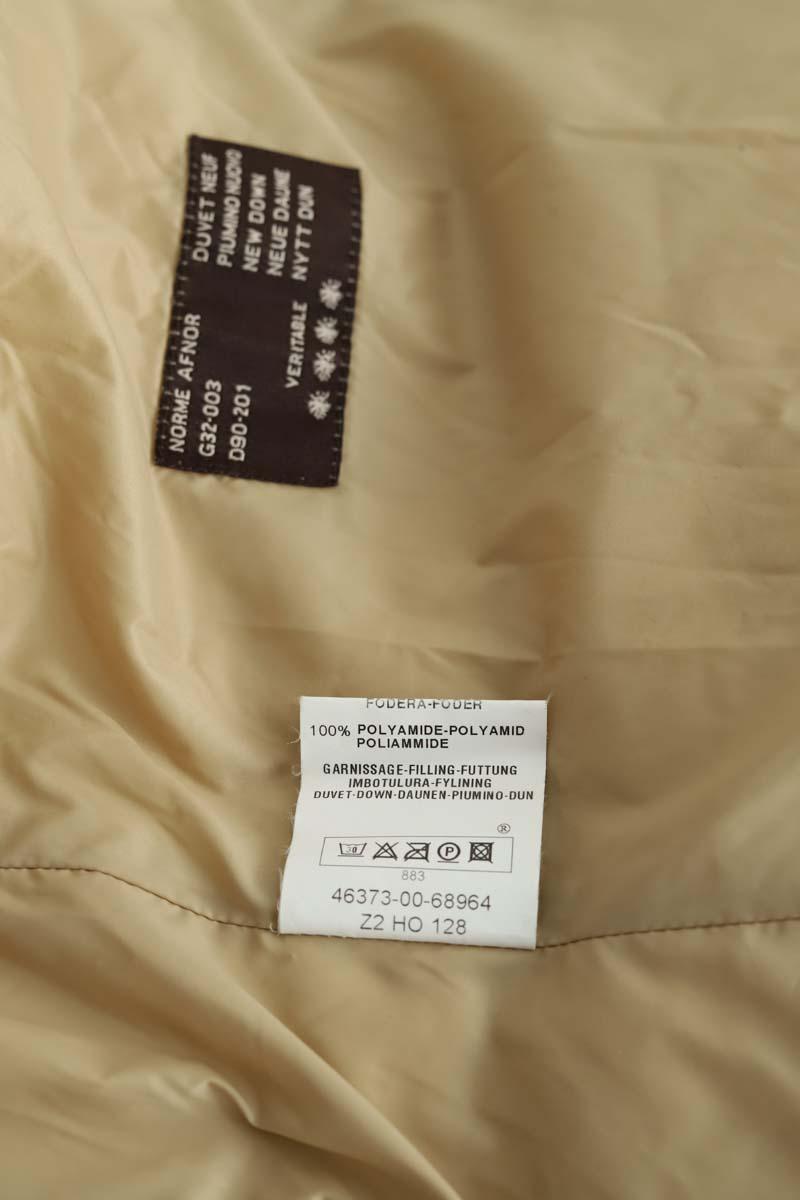 DUVET NEUF
PIUMINO NUOVO
NEW DOWN
NEUE DAUNE
NYTT DUN
NORME AFNOR
G32-003
D90-201
VERITABLE
FODERA-FODER
100% POLYAMIDE-POLYAMID
POLIAMMIDE
GARNISSAGE-FILLING-FUTTUNG
IMBOTULURA-FYLINING
DUVET-DOWN-DAUNEN-PIUMINO-DUN
®
30 P
883
46373-00-68964
Z2 HO 128